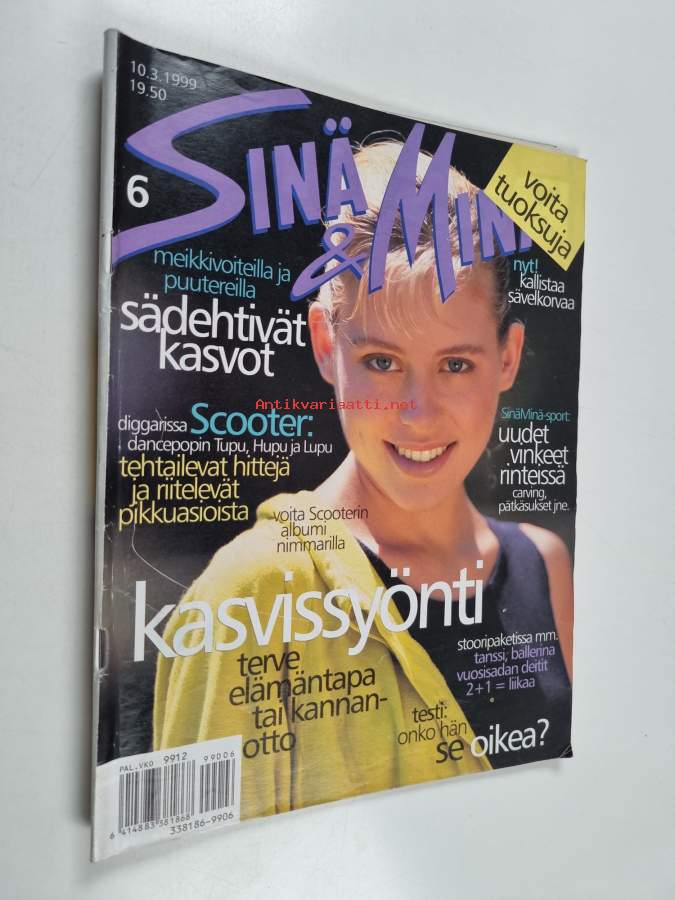 10.3.1999
19.50
6
SINÄ
& MINÄ
voita
tuoksuja
meikkivoiteilla ja
puutereilla
sädehtivät
kasvot
nyt!
kallistaa
sävelkorvaa
Antikvariaatti.net
diggarissa Scooter:
dancepopin Tupu, Hupu ja Lupu
tehtailevat hittejä
ja riitelevät
pikkuasioista
voita Scooterin
albumi
nimmarilla
SinäMinä-sport:
uudet
vinkeet
rinteissä
carving,
pätkäsukset jne.
kasvissyönti
terve
elämäntapa
tai kannan-
otto
stooripaketissa mm.
tanssi, ballerina
vuosisadan deitit
2+1 = liikaa
testi:
onko hän
se oikea?
PAL.VKO 9912 99006
6 414883 381868
338186-9906